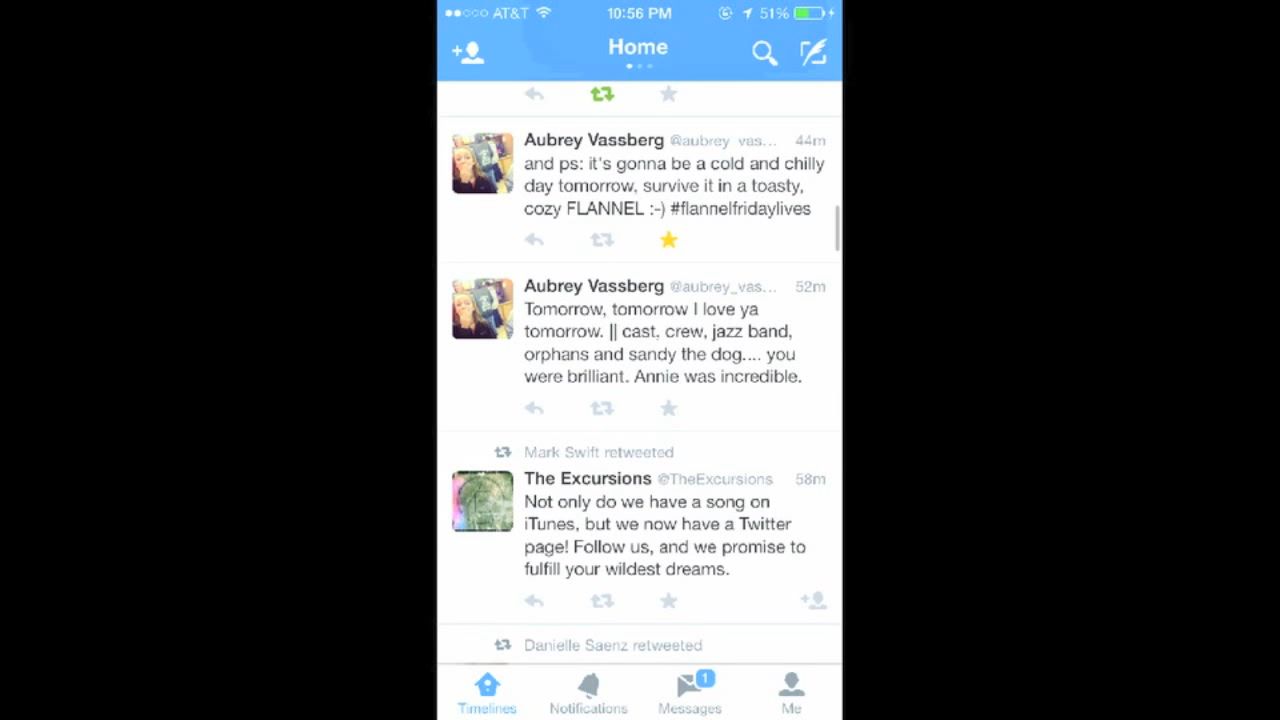 AT&T 10:56 PM 51%
Home
Aubrey Vassberg @aubrey_vas... 44m
and ps: it's gonna be a cold and chilly
day tomorrow, survive it in a toasty,
cozy FLANNEL :-) #flannelfridaylives
Aubrey Vassberg @aubrey_vas... 52m
Tomorrow, tomorrow I love ya
tomorrow. || cast, crew, jazz band,
orphans and sandy the dog.... you
were brilliant. Annie was incredible.
Mark Swift retweeted
The Excursions @TheExcursions 58m
Not only do we have a song on
iTunes, but we now have a Twitter
page! Follow us, and we promise to
fulfill your wildest dreams.
Danielle Saenz retweeted
1
Timelines Notifications Messages Me